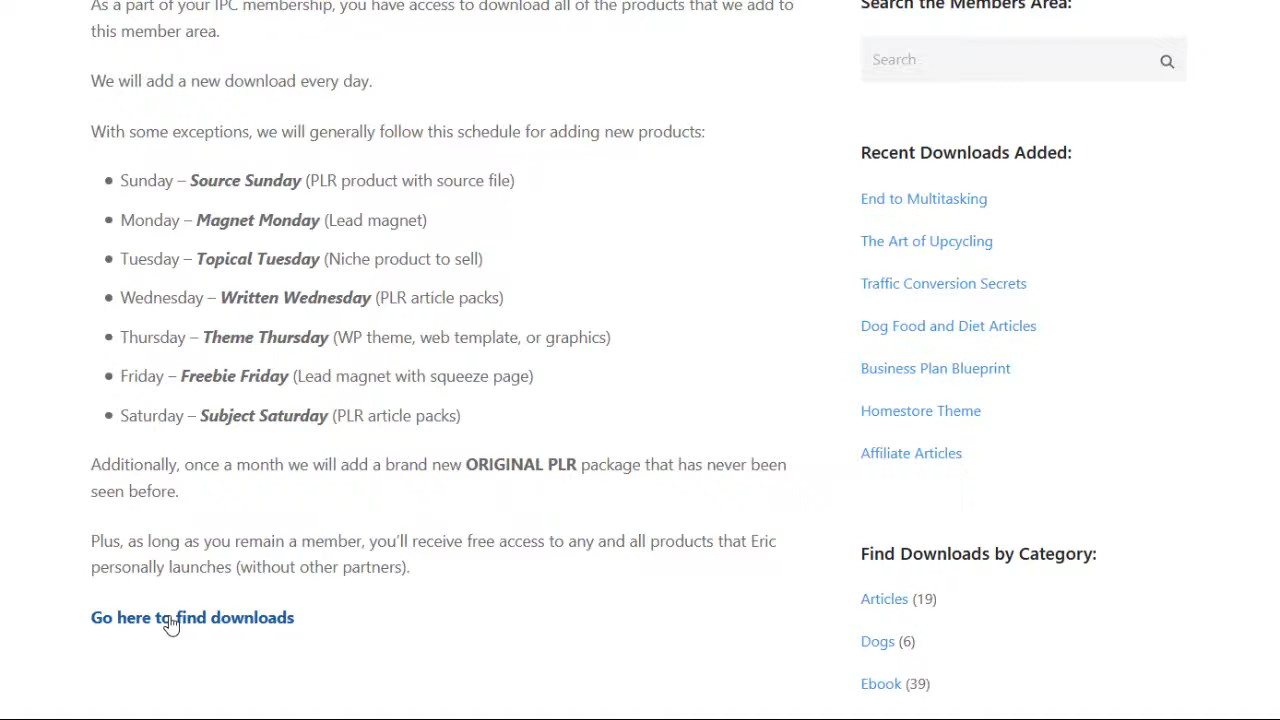 As a part of your IPC membership, you have access to download all of the products that we add to
this member area.
We will add a new download every day.
With some exceptions, we will generally follow this schedule for adding new products:
● Sunday – Source Sunday (PLR product with source file)
● Monday – Magnet Monday (Lead magnet)
● Tuesday – Topical Tuesday (Niche product to sell)
● Wednesday – Written Wednesday (PLR article packs)
● Thursday – Theme Thursday (WP theme, web template, or graphics)
● Friday – Freebie Friday (Lead magnet with squeeze page)
● Saturday – Subject Saturday (PLR article packs)
Additionally, once a month we will add a brand new ORIGINAL PLR package that has never been
seen before.
Plus, as long as you remain a member, you'll receive free access to any and all products that Eric
personally launches (without other partners).
Go here to find downloads
Search the Members Area:
Search
Recent Downloads Added:
End to Multitasking
The Art of Upcycling
Traffic Conversion Secrets
Dog Food and Diet Articles
Business Plan Blueprint
Homestore Theme
Affiliate Articles
Find Downloads by Category:
Articles (19)
Dogs (6)
Ebook (39)